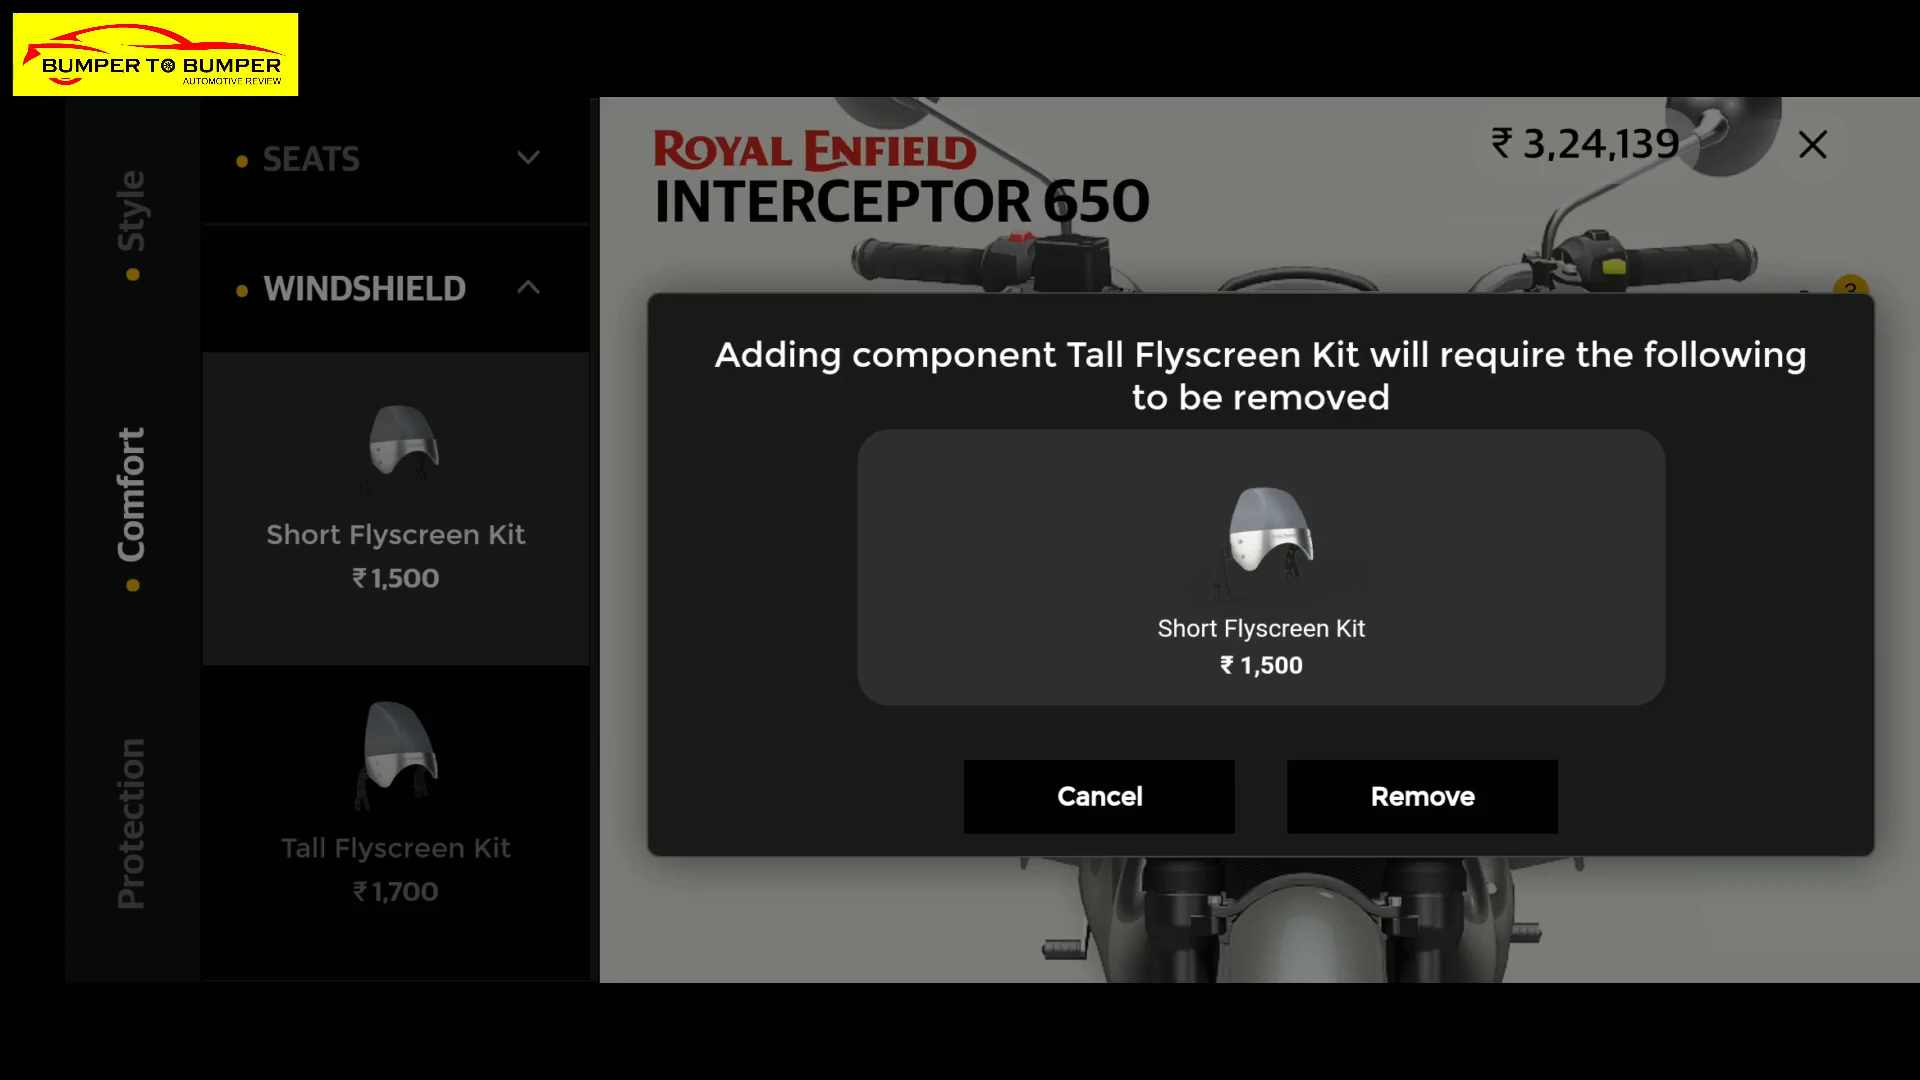 BUMPER TO BUMPER
AUTOMOTIVE REVIEW
Style
Comfort
Protection
SEATS
WINDSHIELD
Short Flyscreen Kit
₹ 1,500
Tall Flyscreen Kit
₹ 1,700
ROYAL ENFIELD
INTERCEPTOR 650
₹ 3,24,139
Adding component Tall Flyscreen Kit will require the following
to be removed
Short Flyscreen Kit
₹ 1,500
Cancel
Remove